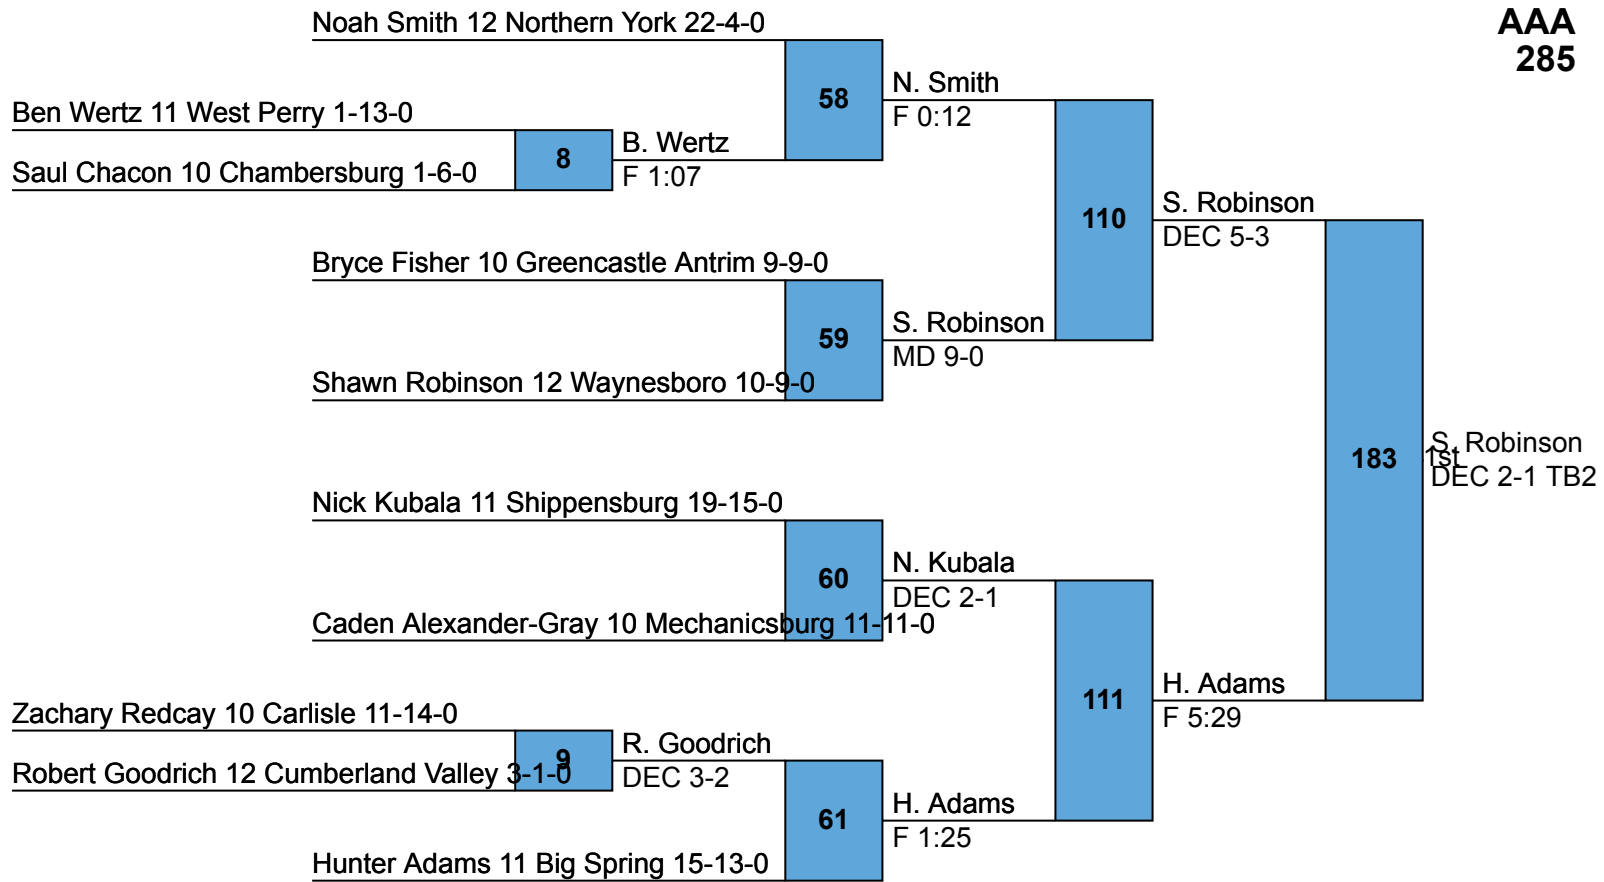 Noah Smith 12 Northern York 22-4-0
AAA
285
58
N. Smith
F 0:12
Ben Wertz 11 West Perry 1-13-0
8
B. Wertz
F 1:07
Saul Chacon 10 Chambersburg 1-6-0
110
S. Robinson
DEC 5-3
Bryce Fisher 10 Greencastle Antrim 9-9-0
59
S. Robinson
MD 9-0
Shawn Robinson 12 Waynesboro 10-9-0
183
S. Robinson
1st
DEC 2-1 TB2
Nick Kubala 11 Shippensburg 19-15-0
60
N. Kubala
DEC 2-1
Caden Alexander-Gray 10 Mechanicsburg 11-11-0
111
H. Adams
F 5:29
Zachary Redcay 10 Carlisle 11-14-0
9
R. Goodrich
DEC 3-2
Robert Goodrich 12 Cumberland Valley 3-1-0
61
H. Adams
F 1:25
Hunter Adams 11 Big Spring 15-13-0